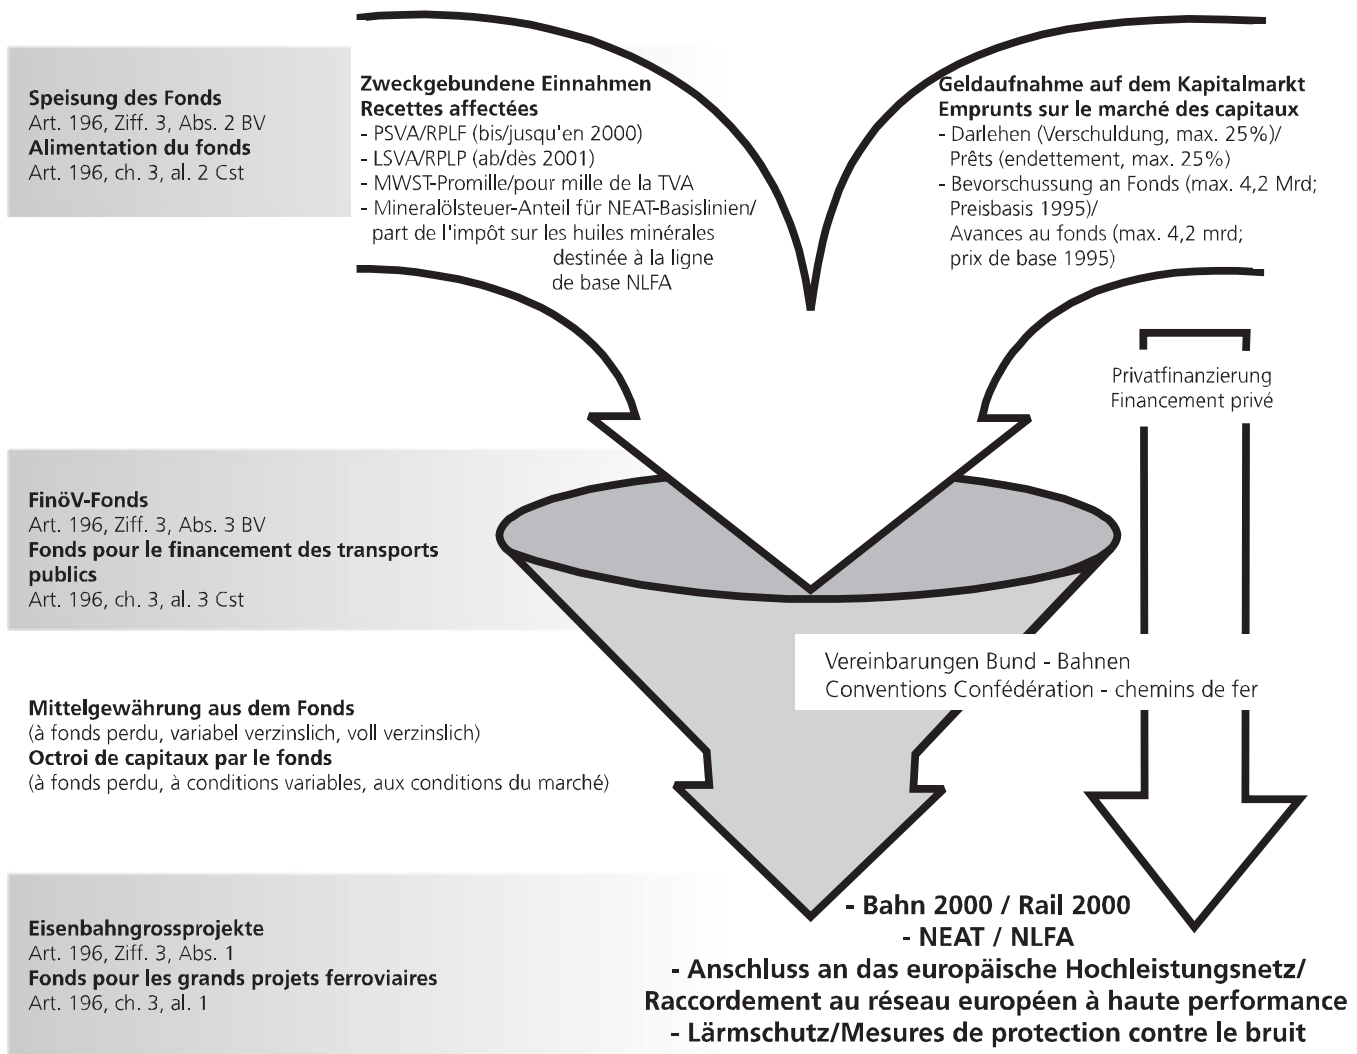 Speisung des Fonds
Art. 196, Ziff. 3, Abs. 2 BV
Alimentation du fonds
Art. 196, ch. 3, al. 2 Cst
Zweckgebundene Einnahmen
Recettes affectées
- PSVA/RPLF (bis/jusqu'en 2000)
- LSVA/RPLP (ab/dès 2001)
- MWST-Promille/pour mille de la TVA
- Mineralölsteuer-Anteil für NEAT-Basislinien/
part de l'impôt sur les huiles minérales
destinée à la ligne
de base NLFA
Geldaufnahme auf dem Kapitalmarkt
Emprunts sur le marché des capitaux
- Darlehen (Verschuldung, max. 25%)/
Prêts (endettement, max. 25%)
- Bevorschussung an Fonds (max. 4,2 Mrd;
Preisbasis 1995)/
Avances au fonds (max. 4,2 mrd;
prix de base 1995)
Privatfinanzierung
Financement privé
FinöV-Fonds
Art. 196, Ziff. 3, Abs. 3 BV
Fonds pour le financement des transports
publics
Art. 196, ch. 3, al. 3 Cst
Vereinbarungen Bund - Bahnen
Conventions Confédération - chemins de fer
Mittelgewährung aus dem Fonds
(à fonds perdu, variabel verzinslich, voll verzinslich)
Octroi de capitaux par le fonds
(à fonds perdu, à conditions variables, aux conditions du marché)
Eisenbahngrossprojekte
Art. 196, Ziff. 3, Abs. 1
Fonds pour les grands projets ferroviaires
Art. 196, ch. 3, al. 1
- Bahn 2000 / Rail 2000
- NEAT / NLFA
- Anschluss an das europäische Hochleistungsnetz/
Raccordement au réseau européen à haute performance
- Lärmschutz/Mesures de protection contre le bruit